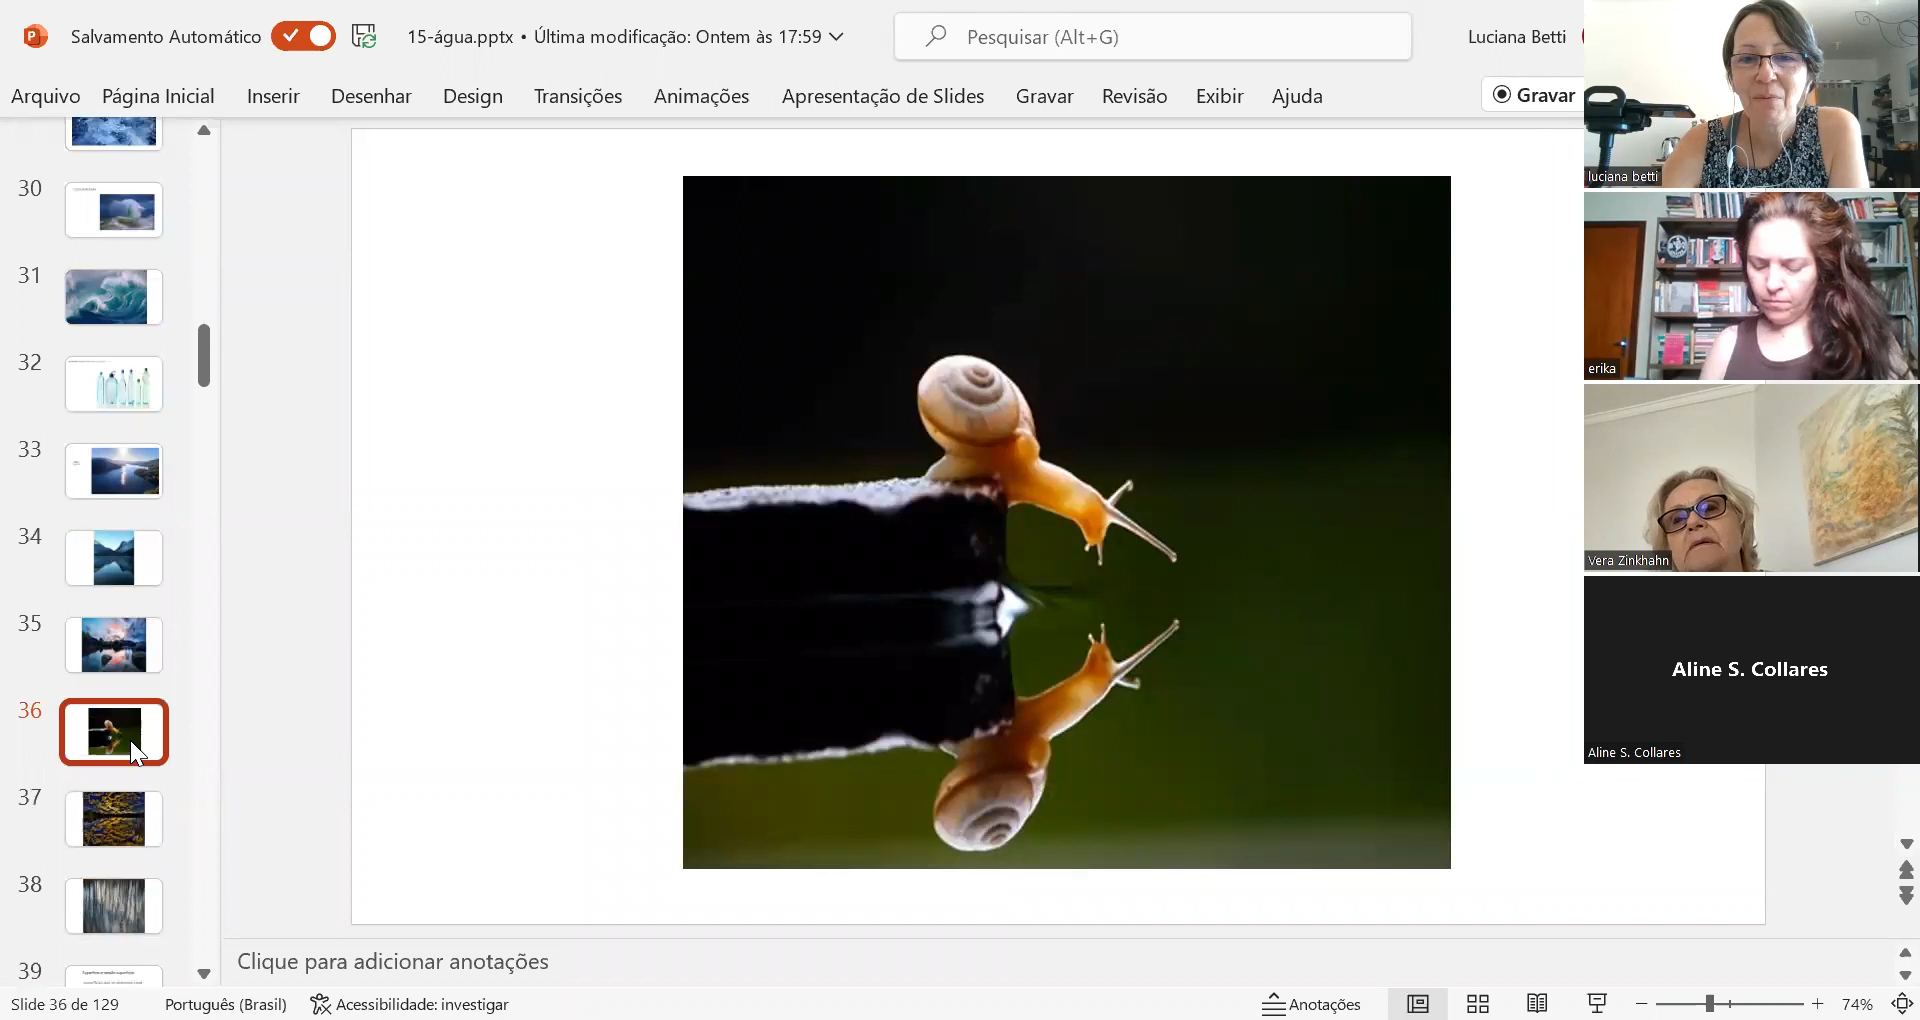 Salvamento Automático
15-água.pptx • Última modificação: Ontem às 17:59
Pesquisar (Alt+G)
Luciana Betti
Arquivo Página Inicial Inserir Desenhar Design Transições Animações Apresentação de Slides Gravar Revisão Exibir Ajuda
Gravar
luciana betti
erika
Vera Zinkhahn
Aline S. Collares
Aline S. Collares
30
31
32
33
34
35
36
37
38
39
Clique para adicionar anotações
Slide 36 de 129 Português (Brasil) Acessibilidade: investigar Anotações 74%